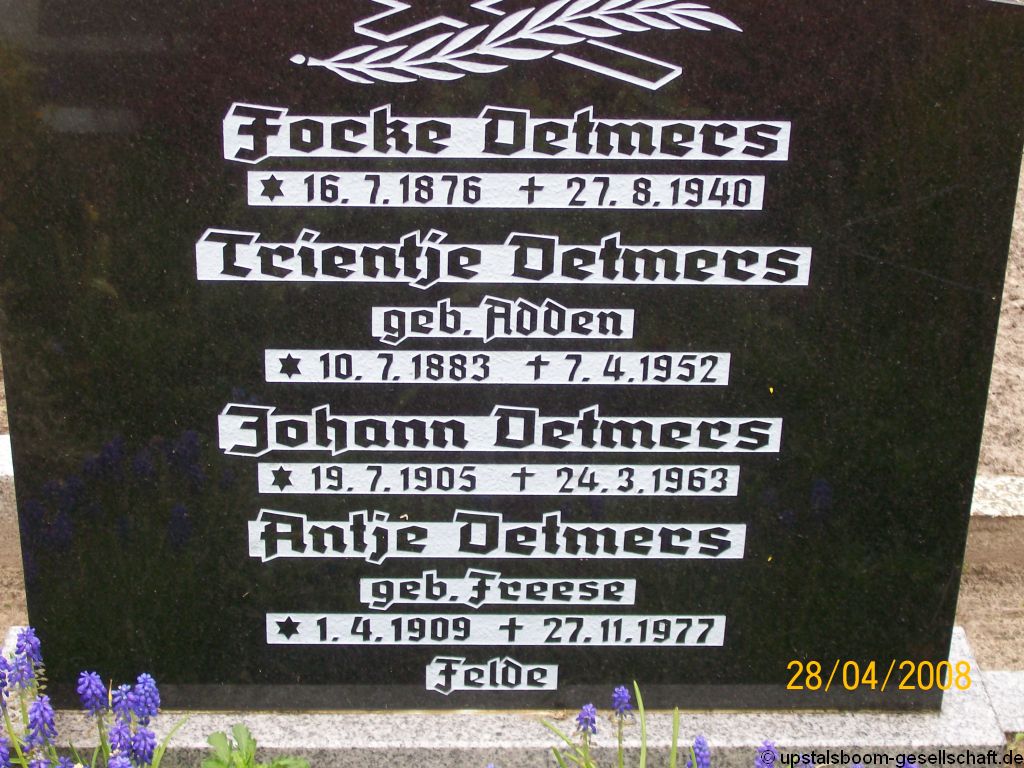 Focke Detmers
✶ 16.7.1876 † 27.8.1940
Trientje Detmers
geb. Adden
✶ 10.7.1883 † 7.4.1952
Johann Detmers
✶ 19.7.1905 † 24.3.1963
Antje Detmers
geb. Freese
✶ 1.4.1909 † 27.11.1977
Felde
28/04/2008
© upstalsboom-gesellschaft.de